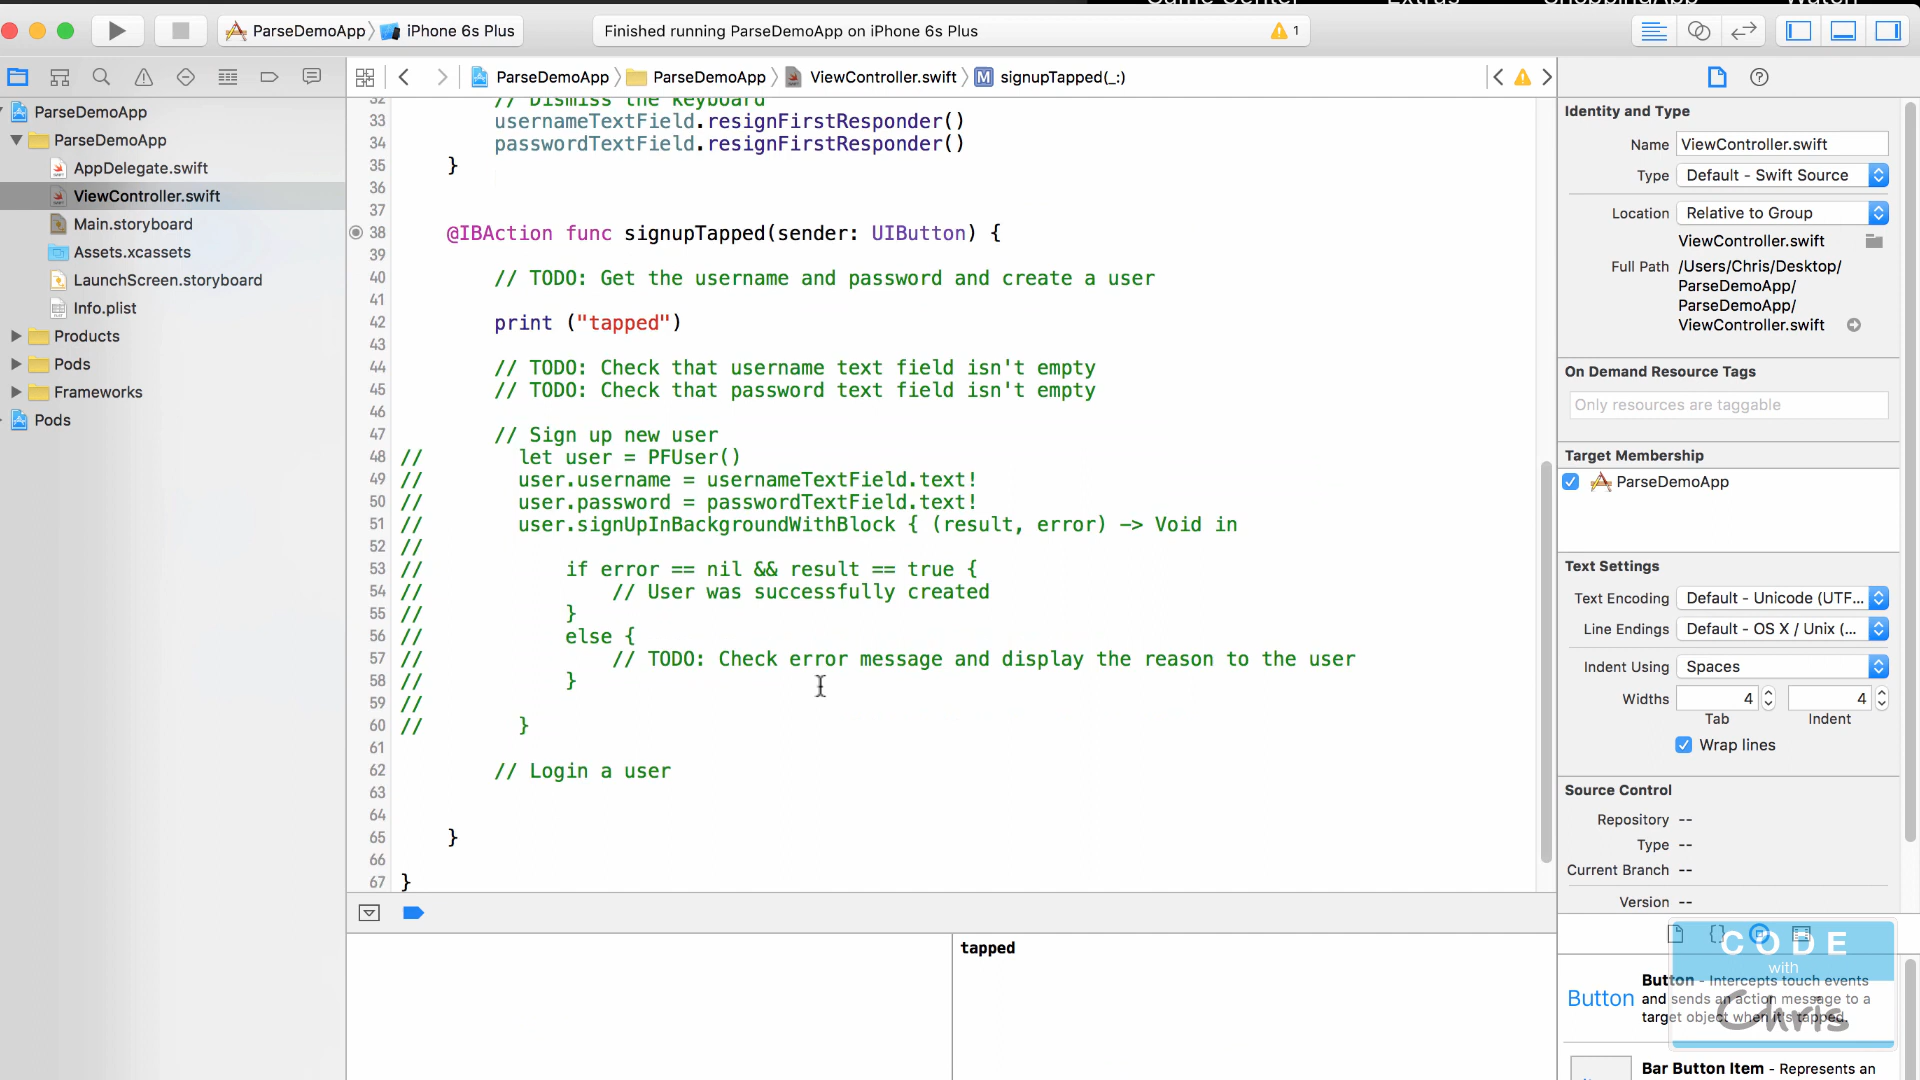 ParseDemoApp
iPhone 6s Plus
Finished running ParseDemoApp on iPhone 6s Plus
1
ParseDemoApp
ParseDemoApp
ViewController.swift
signupTapped(_:)
ParseDemoApp
ParseDemoApp
AppDelegate.swift
ViewController.swift
Main.storyboard
Assets.xcassets
LaunchScreen.storyboard
Info.plist
Products
Pods
Frameworks
Pods
32 // Dismiss the keyboard
33 usernameTextField.resignFirstResponder()
34 passwordTextField.resignFirstResponder()
35 }
36
37
38 @IBAction func signupTapped(sender: UIButton) {
39
40 // TODO: Get the username and password and create a user
41
42 print ("tapped")
43
44 // TODO: Check that username text field isn't empty
45 // TODO: Check that password text field isn't empty
46
47 // Sign up new user
48 // let user = PFUser()
49 // user.username = usernameTextField.text!
50 // user.password = passwordTextField.text!
51 // user.signUpInBackgroundWithBlock { (result, error) -> Void in
52 //
53 // if error == nil && result == true {
54 // // User was successfully created
55 // }
56 // else {
57 // // TODO: Check error message and display the reason to the user
58 // }
59 //
60 // }
61
62 // Login a user
63
64
65 }
66
67 }
tapped
Identity and Type
Name ViewController.swift
Type Default - Swift Source
Location Relative to Group
ViewController.swift
Full Path /Users/Chris/Desktop/
ParseDemoApp/
ParseDemoApp/
ViewController.swift
On Demand Resource Tags
Only resources are taggable
Target Membership
ParseDemoApp
Text Settings
Text Encoding Default - Unicode (UTF...
Line Endings Default - OS X / Unix (...
Indent Using Spaces
Widths 4 4
Tab Indent
Wrap lines
Source Control
Repository --
Type --
Current Branch --
Version --
CODE
with
Chris
Button
Button - Intercepts touch events
and sends an action message to a
target object when it's tapped.
Bar Button Item - Represents an